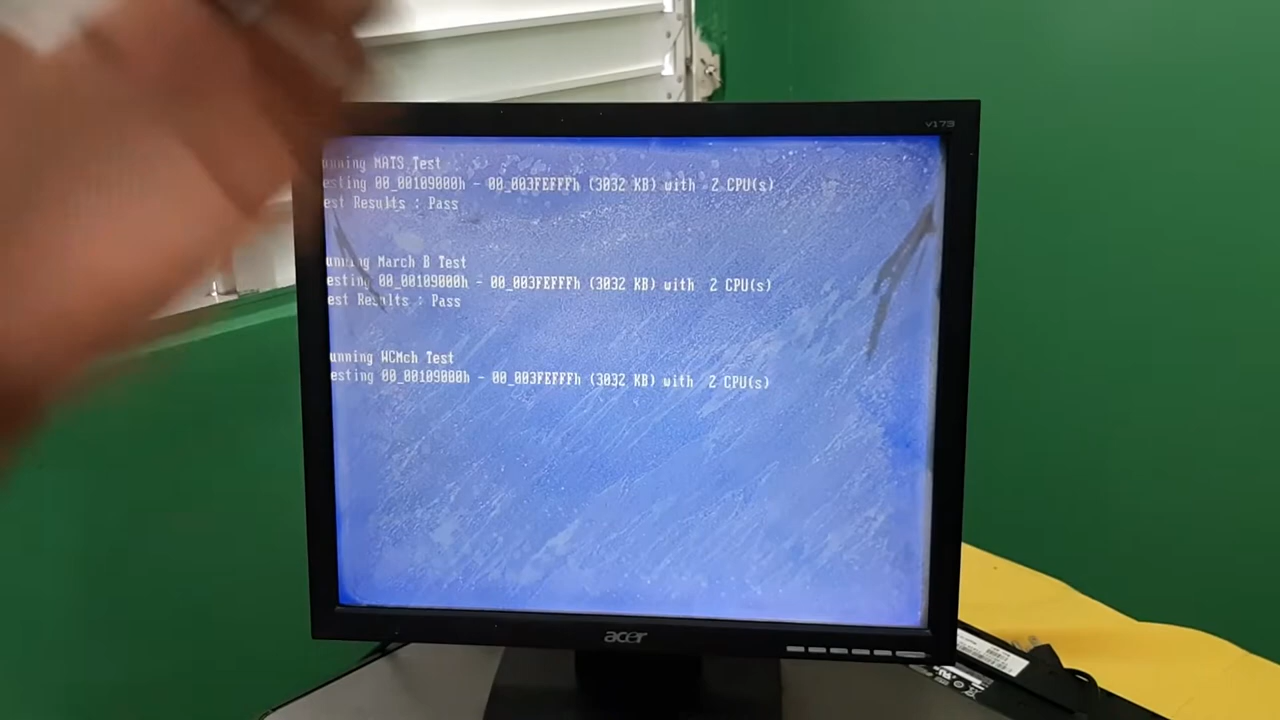 v173
unning MATS Test
esting 00_00109000h - 00_003FEFFFh (3032 KB) with 2 CPU(s)
est Results : Pass
unning March B Test
esting 00_00109000h - 00_003FEFFFh (3032 KB) with 2 CPU(s)
est Results : Pass
unning WCMch Test
esting 00_00109000h - 00_003FEFFFh (3032 KB) with 2 CPU(s)
acer